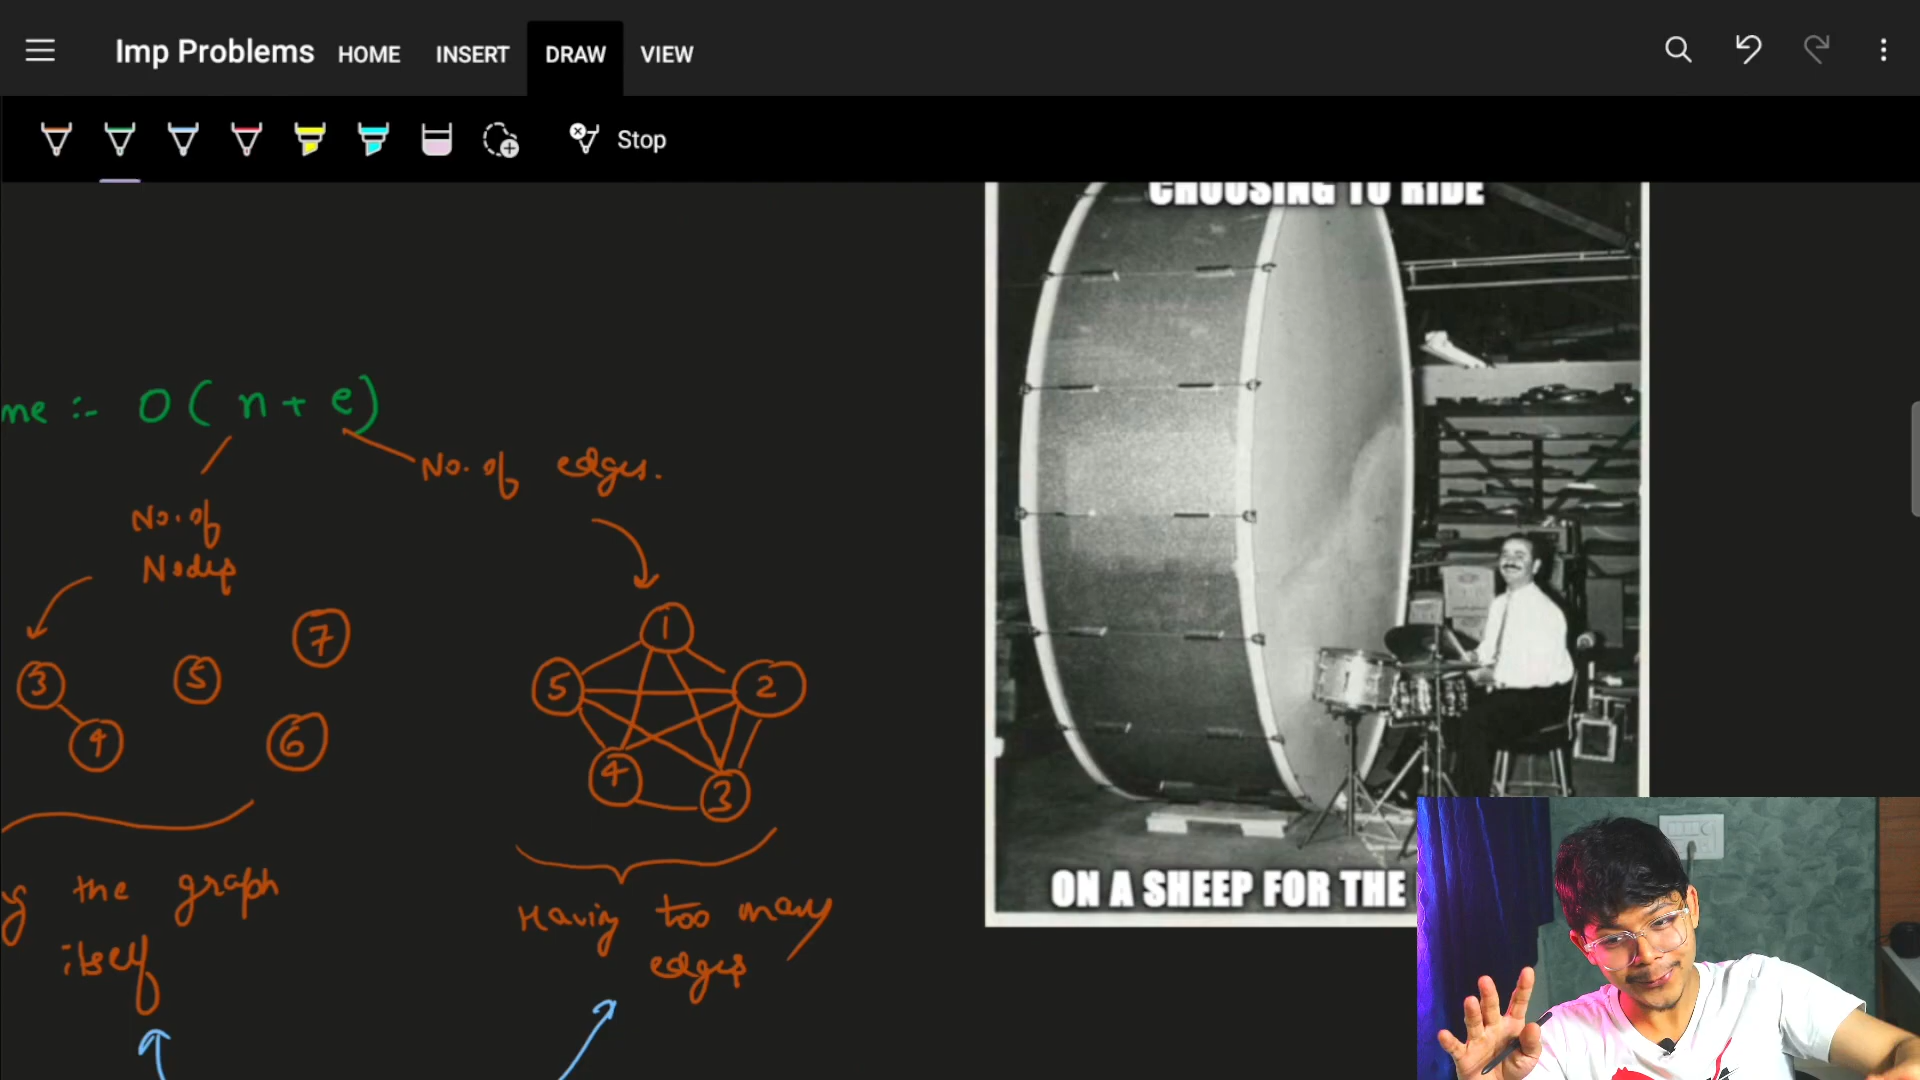 Imp Problems HOME INSERT DRAW VIEW
Stop
CHOOSING TO RIDE
me :- O ( n + e )
No. of edges.
No. of
Nodes
7
1
3
5
5
2
4
6
4
3
the graph
itself
Having too many
edges
ON A SHEEP FOR THE